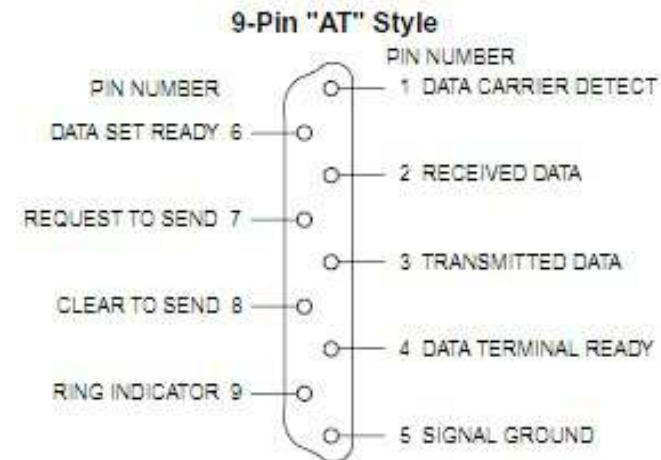 9-Pin "AT" Style
PIN NUMBER
PIN NUMBER
1 DATA CARRIER DETECT
DATA SET READY 6
2 RECEIVED DATA
REQUEST TO SEND 7
3 TRANSMITTED DATA
CLEAR TO SEND 8
4 DATA TERMINAL READY
RING INDICATOR 9
5 SIGNAL GROUND